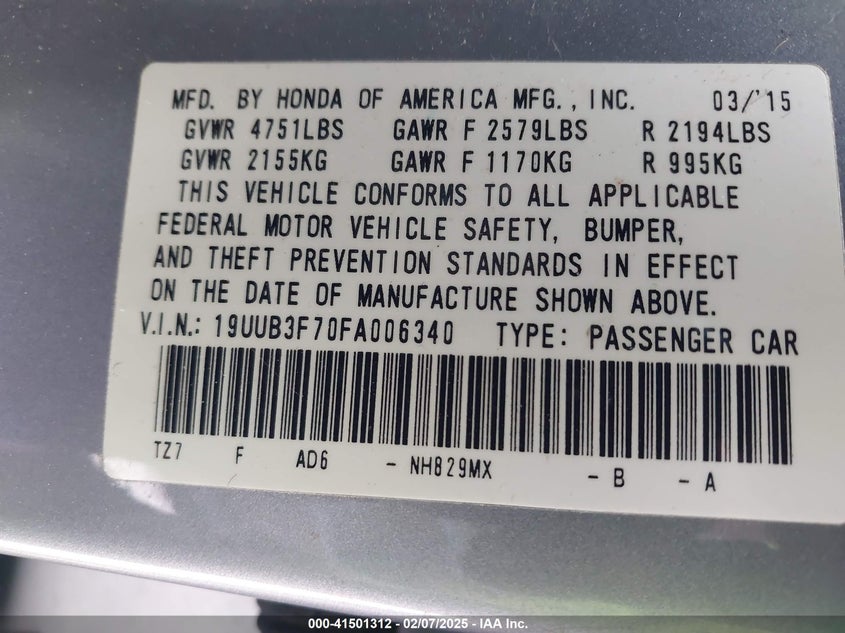 MFD. BY HONDA OF AMERICA MFG., INC. 03/'15
GVWR 4751LBS GAWR F 2579LBS R 2194LBS
GVWR 2155KG GAWR F 1170KG R 995KG
THIS VEHICLE CONFORMS TO ALL APPLICABLE
FEDERAL MOTOR VEHICLE SAFETY, BUMPER,
AND THEFT PREVENTION STANDARDS IN EFFECT
ON THE DATE OF MANUFACTURE SHOWN ABOVE.
V.I.N.: 19UUB3F70FA006340 TYPE: PASSENGER CAR
TZ7 F AD6 - NH829MX - B - A
000-41501312 - 02/07/2025 - IAA Inc.